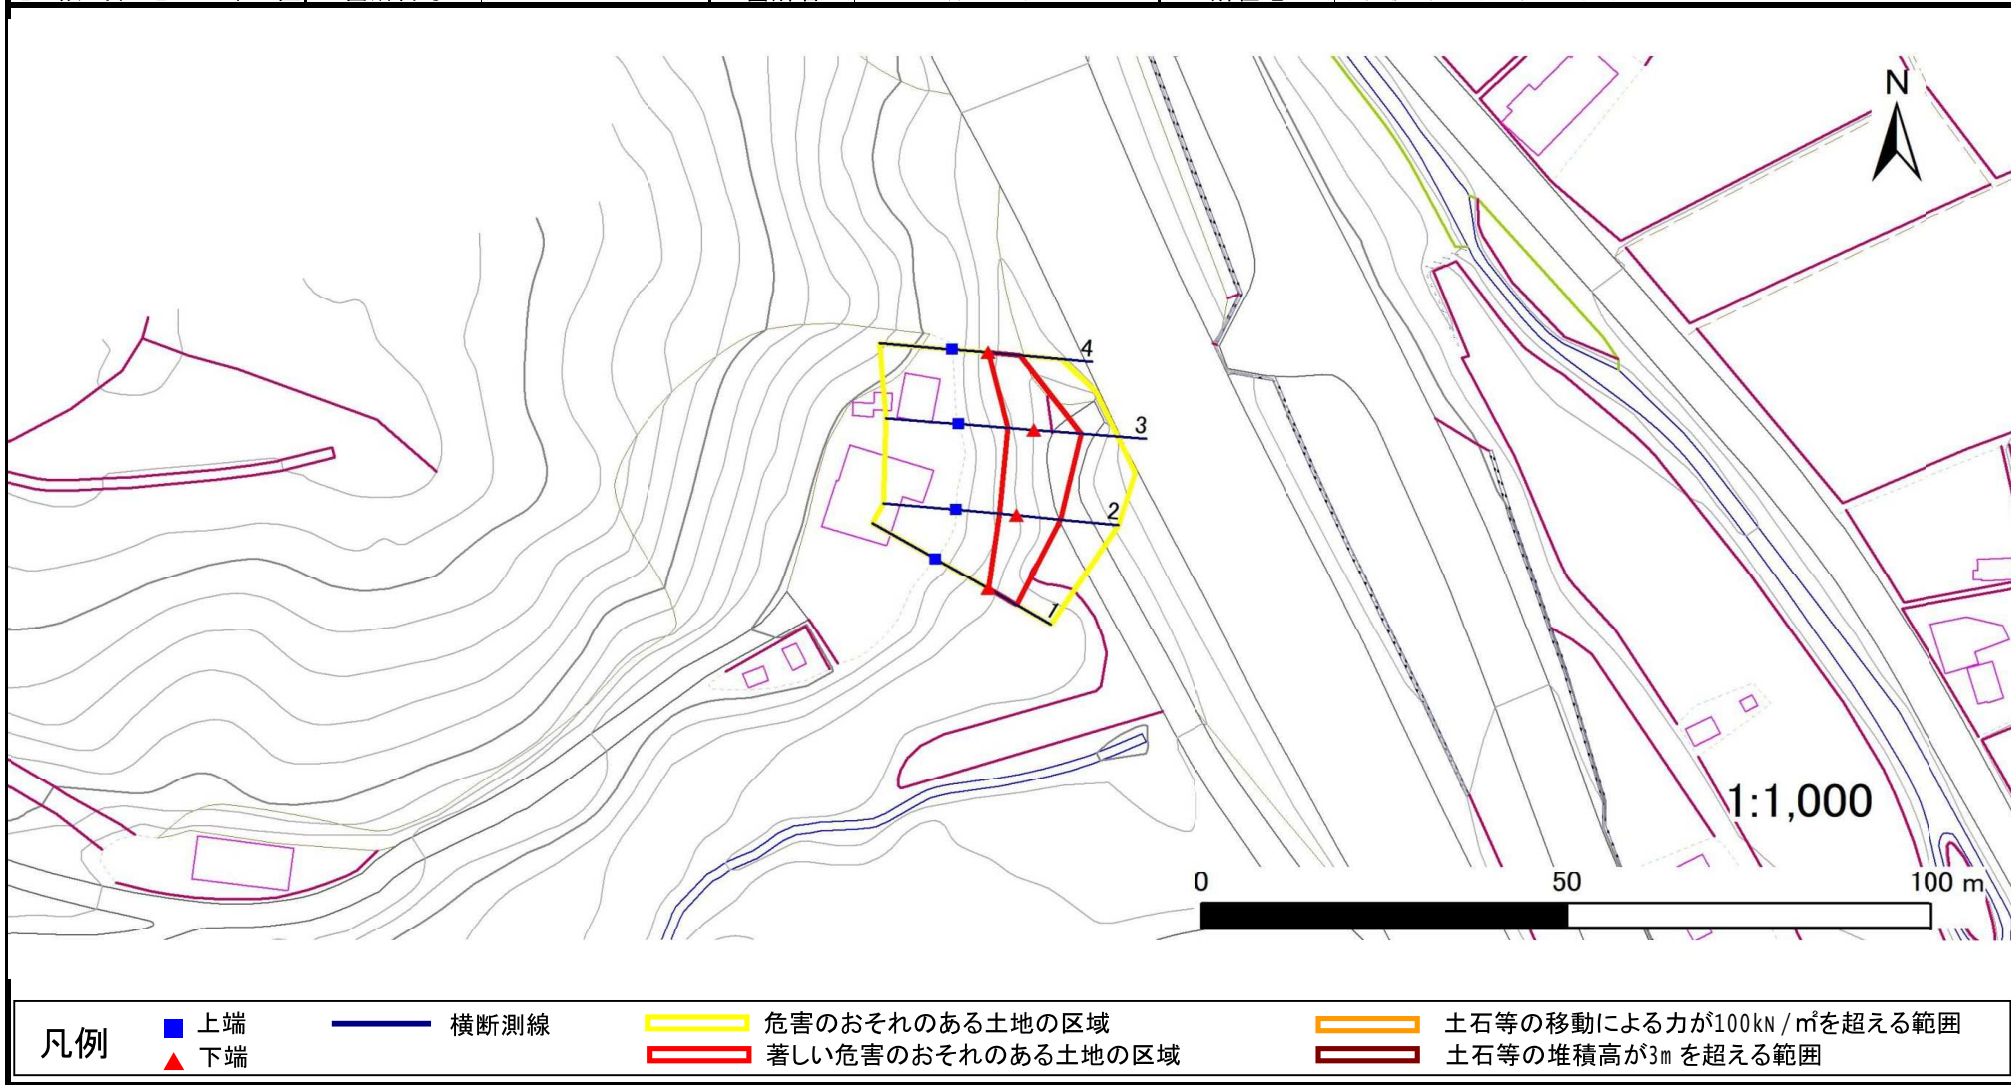 N
4
3
2
1
1:1,000
0 50 100 m
凡例
上端
下端
横断測線
危害のおそれのある土地の区域
著しい危害のおそれのある土地の区域
土石等の移動による力が100kN/㎡を超える範囲
土石等の堆積高が3mを超える範囲